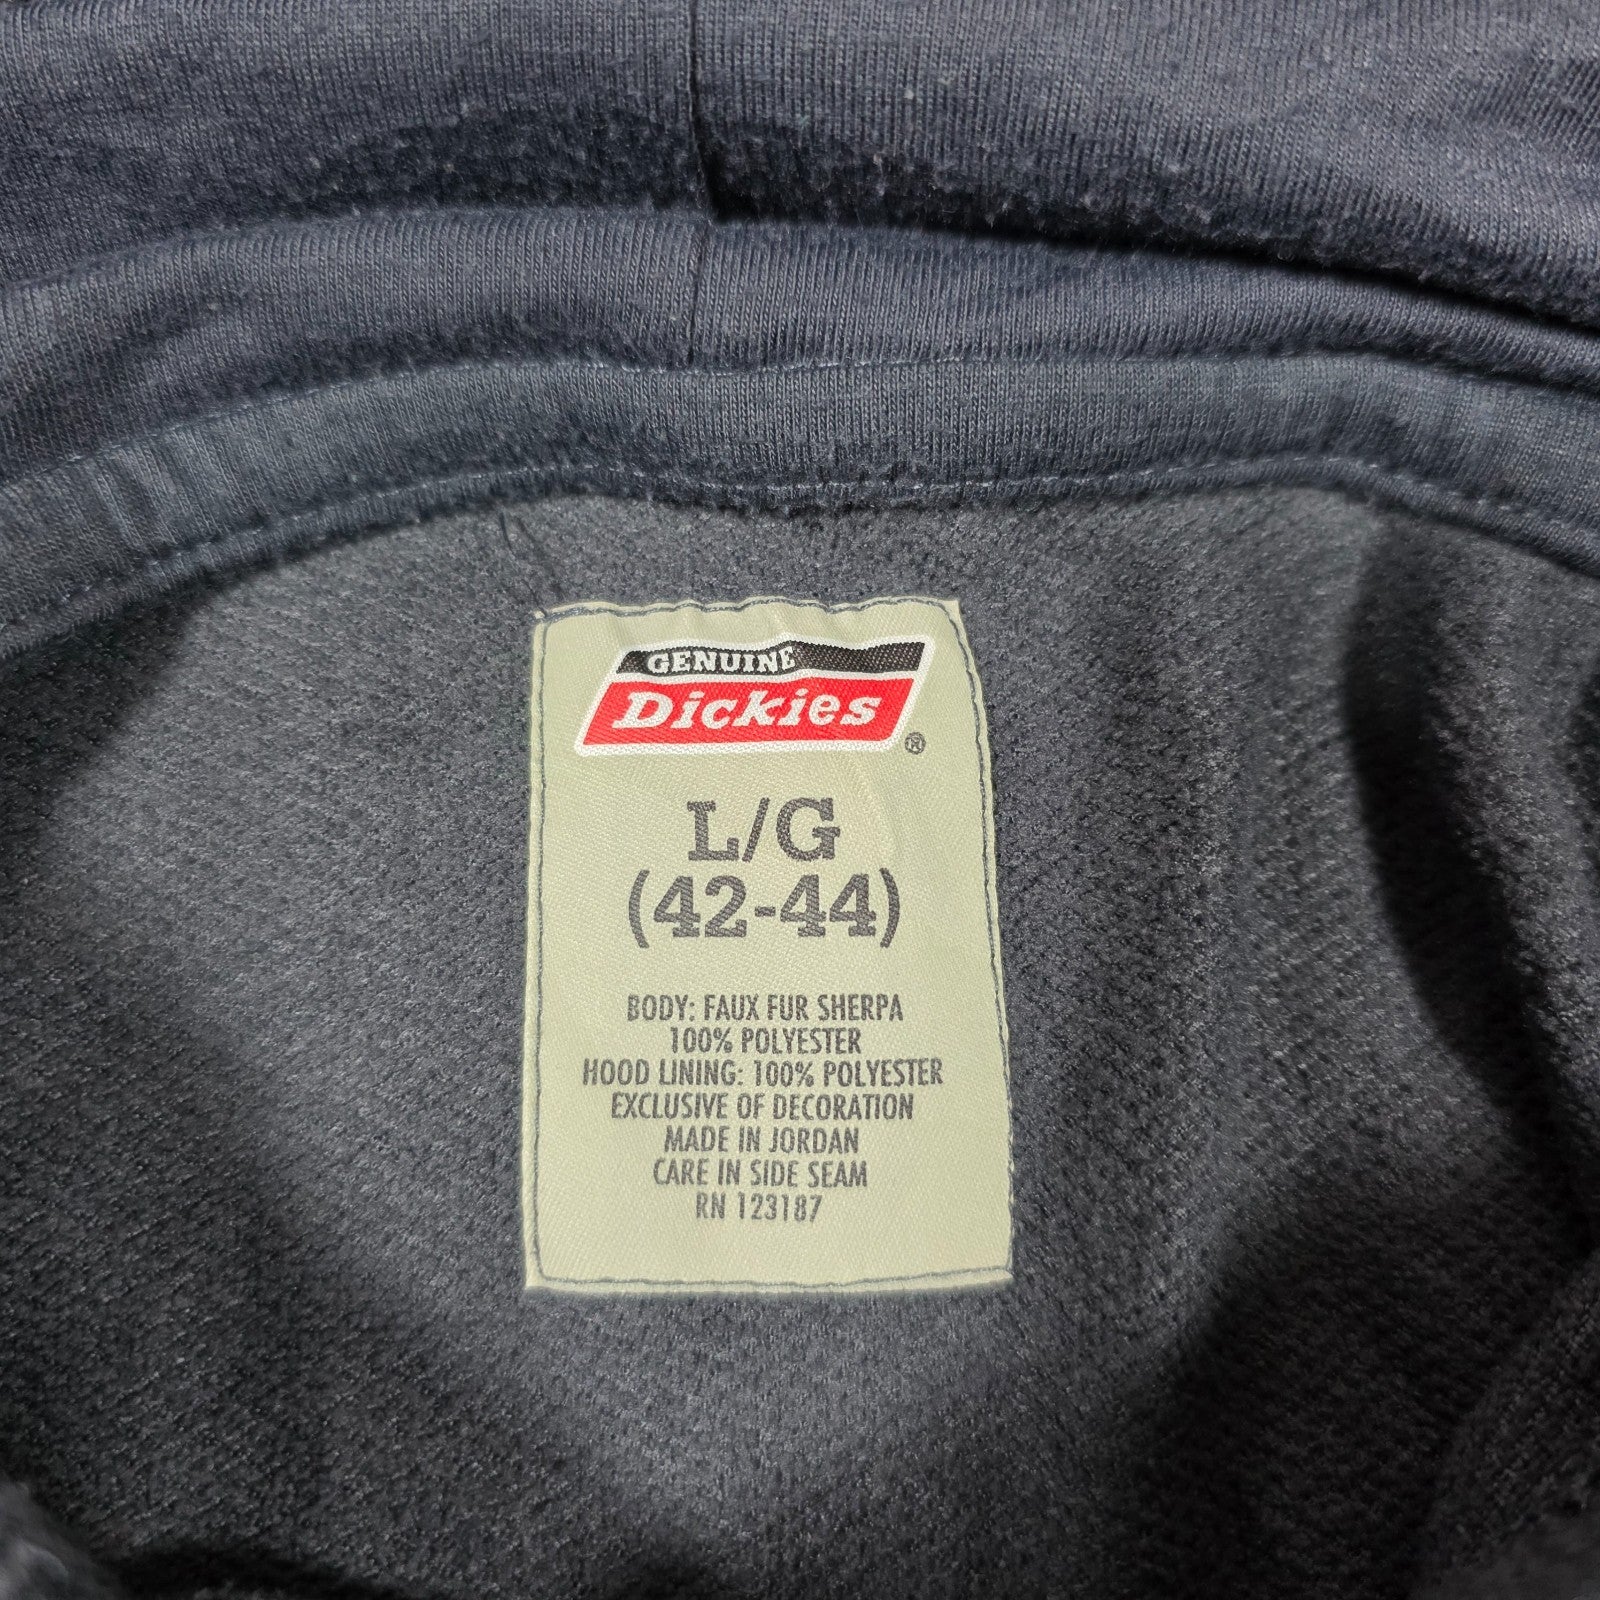 GENUINE
Dickies
®
L/G
(42-44)
BODY: FAUX FUR SHERPA
100% POLYESTER
HOOD LINING: 100% POLYESTER
EXCLUSIVE OF DECORATION
MADE IN JORDAN
CARE IN SIDE SEAM
RN 123187